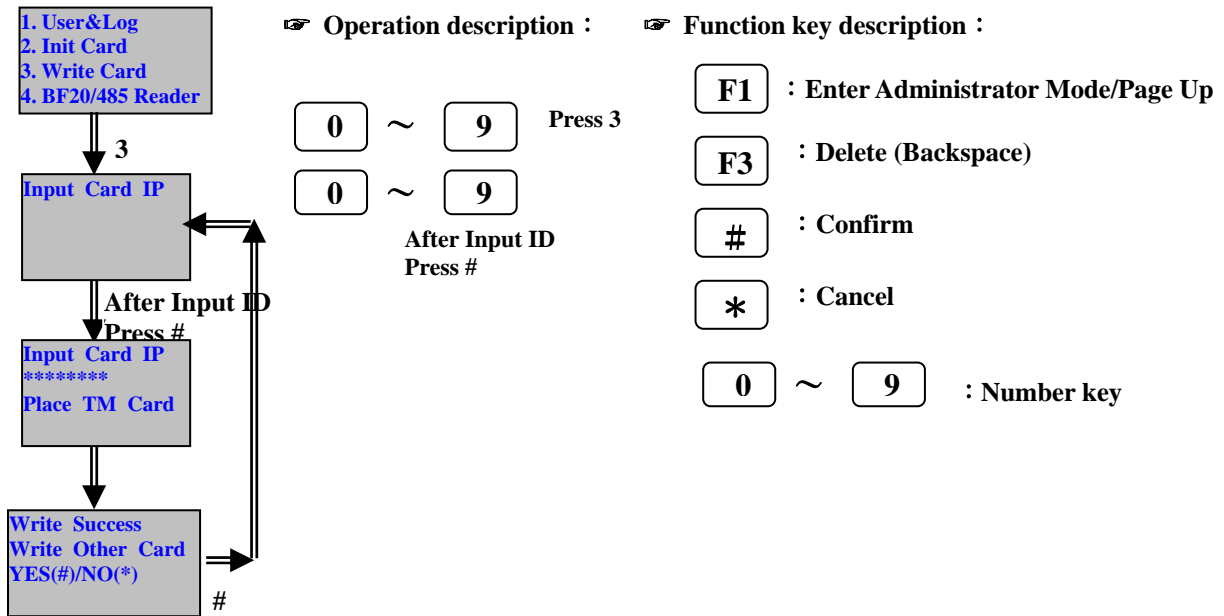 1. User&Log
2. Init Card
3. Write Card
4. BF20/485 Reader
3
Input Card IP
After Input ID
Press #
Input Card IP
********
Place TM Card
Write Success
Write Other Card
YES(#)/NO(*)
#
☞ Operation description：
0 ～ 9 Press 3
0 ～ 9
After Input ID
Press #
☞ Function key description：
F1 ：Enter Administrator Mode/Page Up
F3 ：Delete (Backspace)
# ：Confirm
* ：Cancel
0 ～ 9 ：Number key